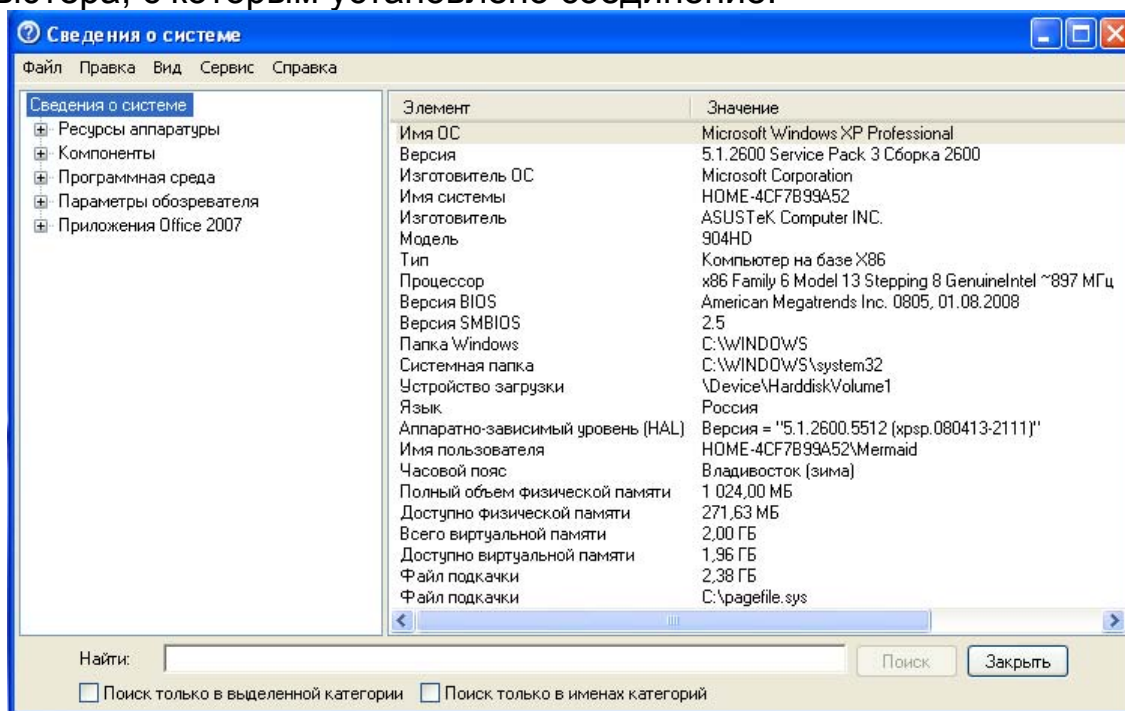 с которым установлено соединение.
Сведения о системе
Файл Правка Вид Сервис Справка
Сведения о системе
Ресурсы аппаратуры
Компоненты
Программная среда
Параметры обозревателя
Приложения Office 2007
Элемент Значение
Имя ОС Microsoft Windows XP Professional
Версия 5.1.2600 Service Pack 3 Сборка 2600
Изготовитель ОС Microsoft Corporation
Имя системы HOME-4CF7B99A52
Изготовитель ASUSTeK Computer INC.
Модель 904HD
Тип Компьютер на базе X86
Процессор x86 Family 6 Model 13 Stepping 8 GenuineIntel ~897 МГц
Версия BIOS American Megatrends Inc. 0805, 01.08.2008
Версия SMBIOS 2.5
Папка Windows C:\WINDOWS
Системная папка C:\WINDOWS\system32
Устройство загрузки \Device\HarddiskVolume1
Язык Россия
Аппаратно-зависимый уровень (HAL) Версия = "5.1.2600.5512 (xpsp.080413-2111)"
Имя пользователя HOME-4CF7B99A52\Mermaid
Часовой пояс Владивосток (зима)
Полный объем физической памяти 1 024,00 МБ
Доступно физической памяти 271,63 МБ
Всего виртуальной памяти 2,00 ГБ
Доступно виртуальной памяти 1,96 ГБ
Файл подкачки 2,38 ГБ
Файл подкачки C:\pagefile.sys
Найти: Поиск Закрыть
Поиск только в выделенной категории Поиск только в именах категорий